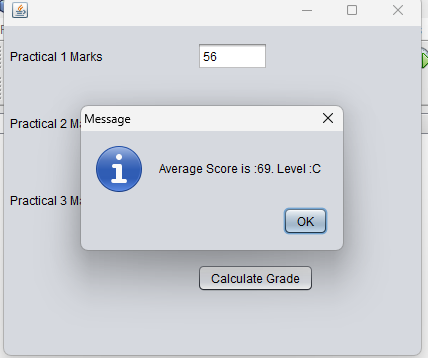 Practical 1 Marks 56
Message
Practical 2 Ma
Average Score is :69. Level :C
Practical 3 Ma
OK
Calculate Grade